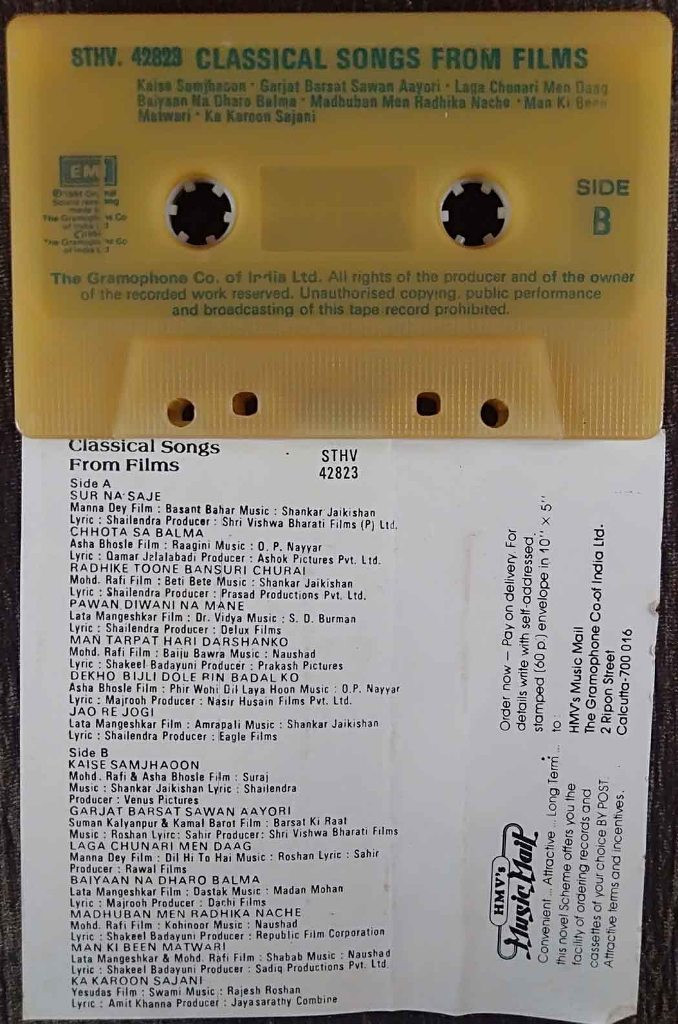 STHV. 42823 CLASSICAL SONGS FROM FILMS
Kaise Samjhaoon · Garjat Barsat Sawan Aayori · Laga Chunari Men Daag
Baiyaan Na Dharo Balma · Madhuban Men Radhika Nache · Man Ki Been
Matwari · Ka Karoon Sajani
EMI
SIDE
B
Sound
The Gramophone Co
of India
The Gramophone Co
of India
The Gramophone Co. of India Ltd. All rights of the producer and of the owner
of the recorded work reserved. Unauthorised copying, public performance
and broadcasting of this tape record prohibited.
Classical Songs
From Films
STHV
42823
Side A
SUR NA SAJE
Manna Dey Film : Basant Bahar Music : Shankar Jaikishan
Lyric : Shailendra Producer : Shri Vishwa Bharati Films (P) Ltd.
CHHOTA SA BALMA
Asha Bhosle Film : Raagini Music : O. P. Nayyar
Lyric : Qamar Jalalabadi Producer : Ashok Pictures Pvt. Ltd.
RADHIKE TOONE BANSURI CHURAI
Mohd. Rafi Film : Beti Bete Music : Shankar Jaikishan
Lyric : Shailendra Producer : Prasad Productions Pvt. Ltd.
PAWAN DIWANI NA MANE
Lata Mangeshkar Film : Dr. Vidya Music : S. D. Burman
Lyric : Shailendra Producer : Delux Films
MAN TARPAT HARI DARSHANKO
Mohd. Rafi Film : Baiju Bawra Music : Naushad
Lyric : Shakeel Badayuni Producer : Prakash Pictures
DEKHO BIJLI DOLE BIN BADAL KO
Asha Bhosle Film : Phir Wohi Dil Laya Hoon Music : O.P. Nayyar
Lyric : Majrooh Producer : Nasir Husain Films Pvt. Ltd.
JAO RE JOGI
Lata Mangeshkar Film : Amrapali Music : Shankar Jaikishan
Lyric : Shailendra Producer : Eagle Films
Side B
KAISE SAMJHAOON
Mohd. Rafi & Asha Bhosle Film : Suraj
Music : Shankar Jaikishan Lyric : Shailendra
Producer : Venus Pictures
GARJAT BARSAT SAWAN AAYORI
Suman Kalyanpur & Kamal Barot Film : Barsat Ki Raat
Music : Roshan Lyirc: Sahir Producer: Shri Vishwa Bharati Films
LAGA CHUNARI MEN DAAG
Manna Dey Film : Dil Hi To Hai Music : Roshan Lyric : Sahir
Producer : Rawal Films
BAIYAAN NA DHARO BALMA
Lata Mangeshkar Film : Dastak Music : Madan Mohan
Lyric : Majrooh Producer : Dachi Films
MADHUBAN MEN RADHIKA NACHE
Mohd. Rafi Film : Kohinoor Music : Naushad
Lyric : Shakeel Badayuni Producer : Republic Film Corporation
MAN KI BEEN MATWARI
Lata Mangeshkar & Mohd. Rafi Film : Shabab Music : Naushad
Lyric : Shakeel Badayuni Producer : Sadiq Productions Pvt. Ltd.
KA KAROON SAJANI
Yesudas Film : Swami Music : Rajesh Roshan
Lyric : Amit Khanna Producer : Jayasarathy Combine
HMV's
Music Mail
Convenient ... Attractive ... Long Term ...
this novel Scheme offers you the
facility of ordering records and
cassettes of your choice BY POST.
Attractive terms and incentives.
Order now – Pay on delivery. For
details write with self-addressed,
stamped (60 p.) envelope in 10" x 5"
to :
HMV's Music Mail
The Gramophone Co. of India Ltd.
2 Ripon Street
Calcutta-700 016